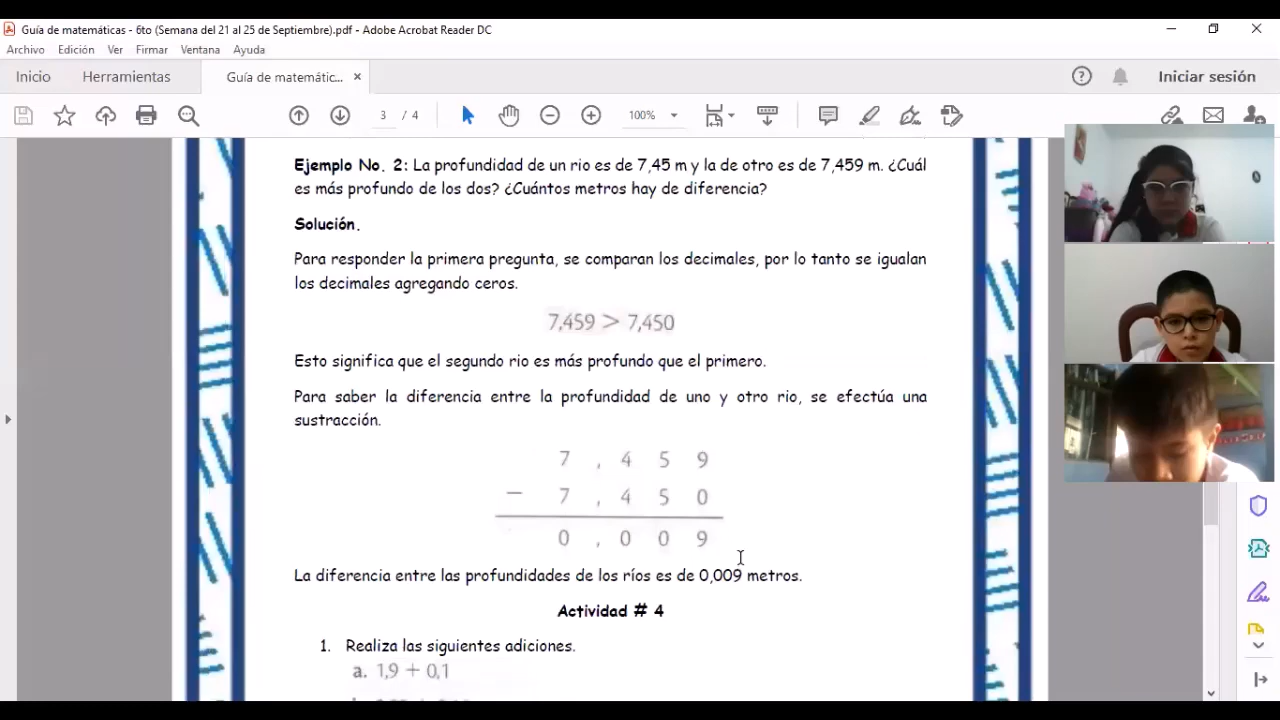 Guía de matemáticas - 6to (Semana del 21 al 25 de Septiembre).pdf - Adobe Acrobat Reader DC
Archivo Edición Ver Firmar Ventana Ayuda
Inicio Herramientas Guía de matemátic... × Iniciar sesión
3 / 4 100%
Ejemplo No. 2: La profundidad de un rio es de 7,45 m y la de otro es de 7,459 m. ¿Cuál
es más profundo de los dos? ¿Cuántos metros hay de diferencia?
Solución.
Para responder la primera pregunta, se comparan los decimales, por lo tanto se igualan
los decimales agregando ceros.
7,459 > 7,450
Esto significa que el segundo rio es más profundo que el primero.
Para saber la diferencia entre la profundidad de uno y otro rio, se efectúa una
sustracción.
7 , 4 5 9
− 7 , 4 5 0
0 , 0 0 9
La diferencia entre las profundidades de los ríos es de 0,009 metros.
Actividad # 4
1. Realiza las siguientes adiciones.
a. 1,9 + 0,1